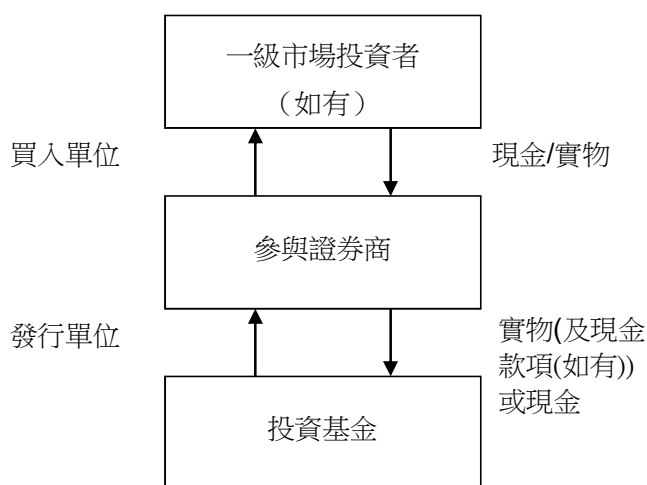 一級市場投資者
（如有）
買入單位
現金/實物
參與證券商
發行單位
實物(及現金
款項(如有))
或現金
投資基金